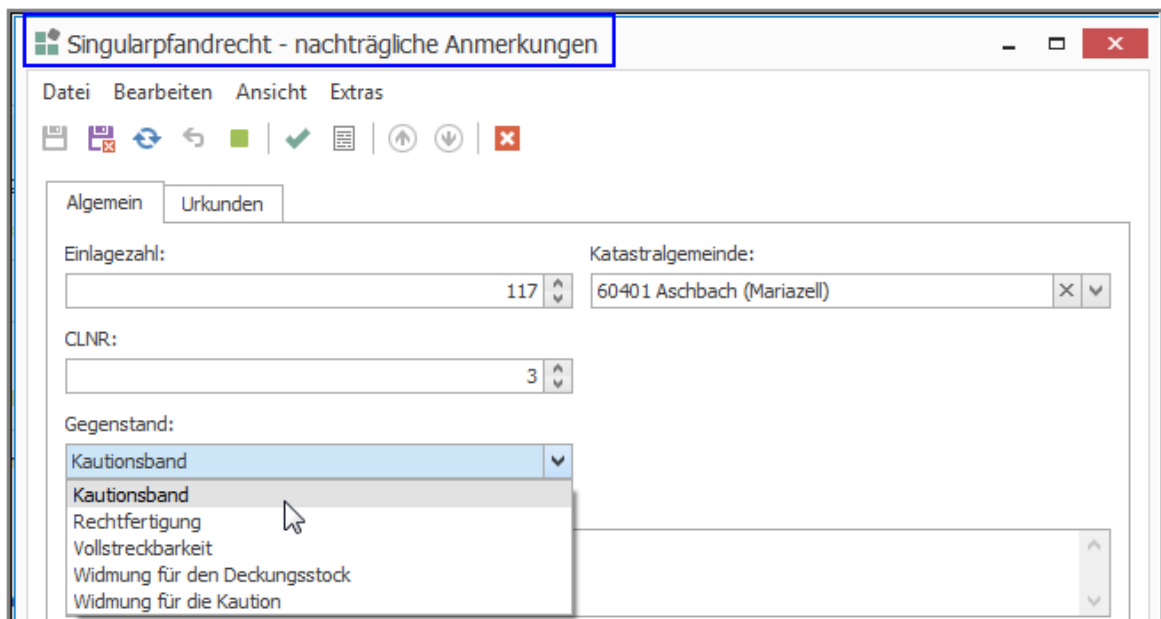 Singularpfandrecht - nachträgliche Anmerkungen
Datei Bearbeiten Ansicht Extras
Algemein Urkunden
Einlagezahl: Katastralgemeinde:
117 60401 Aschbach (Mariazell)
CLNR:
3
Gegenstand:
Kautionsband
Kautionsband
Rechtfertigung
Vollstreckbarkeit
Widmung für den Deckungsstock
Widmung für die Kaution